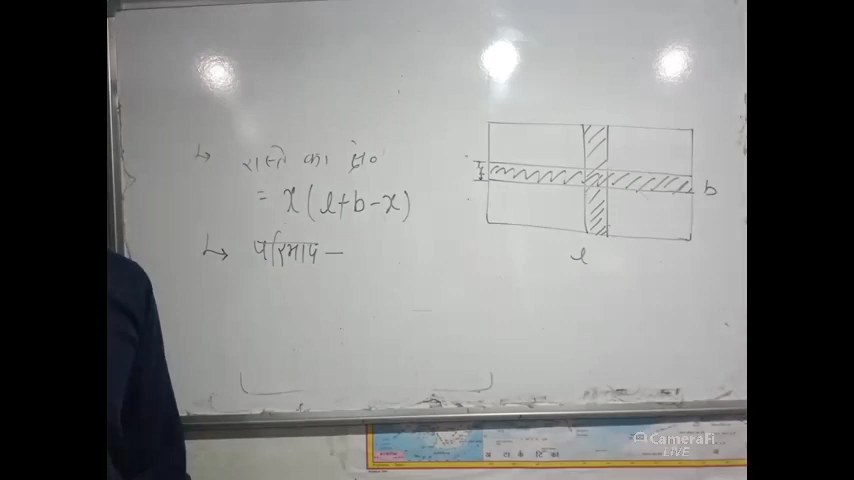 ↳ रास्ते का क्षे०
= x(l+b-x)
↳ परिमाप —
x
b
l
CameraFi
LIVE
अ टा र्क टि का